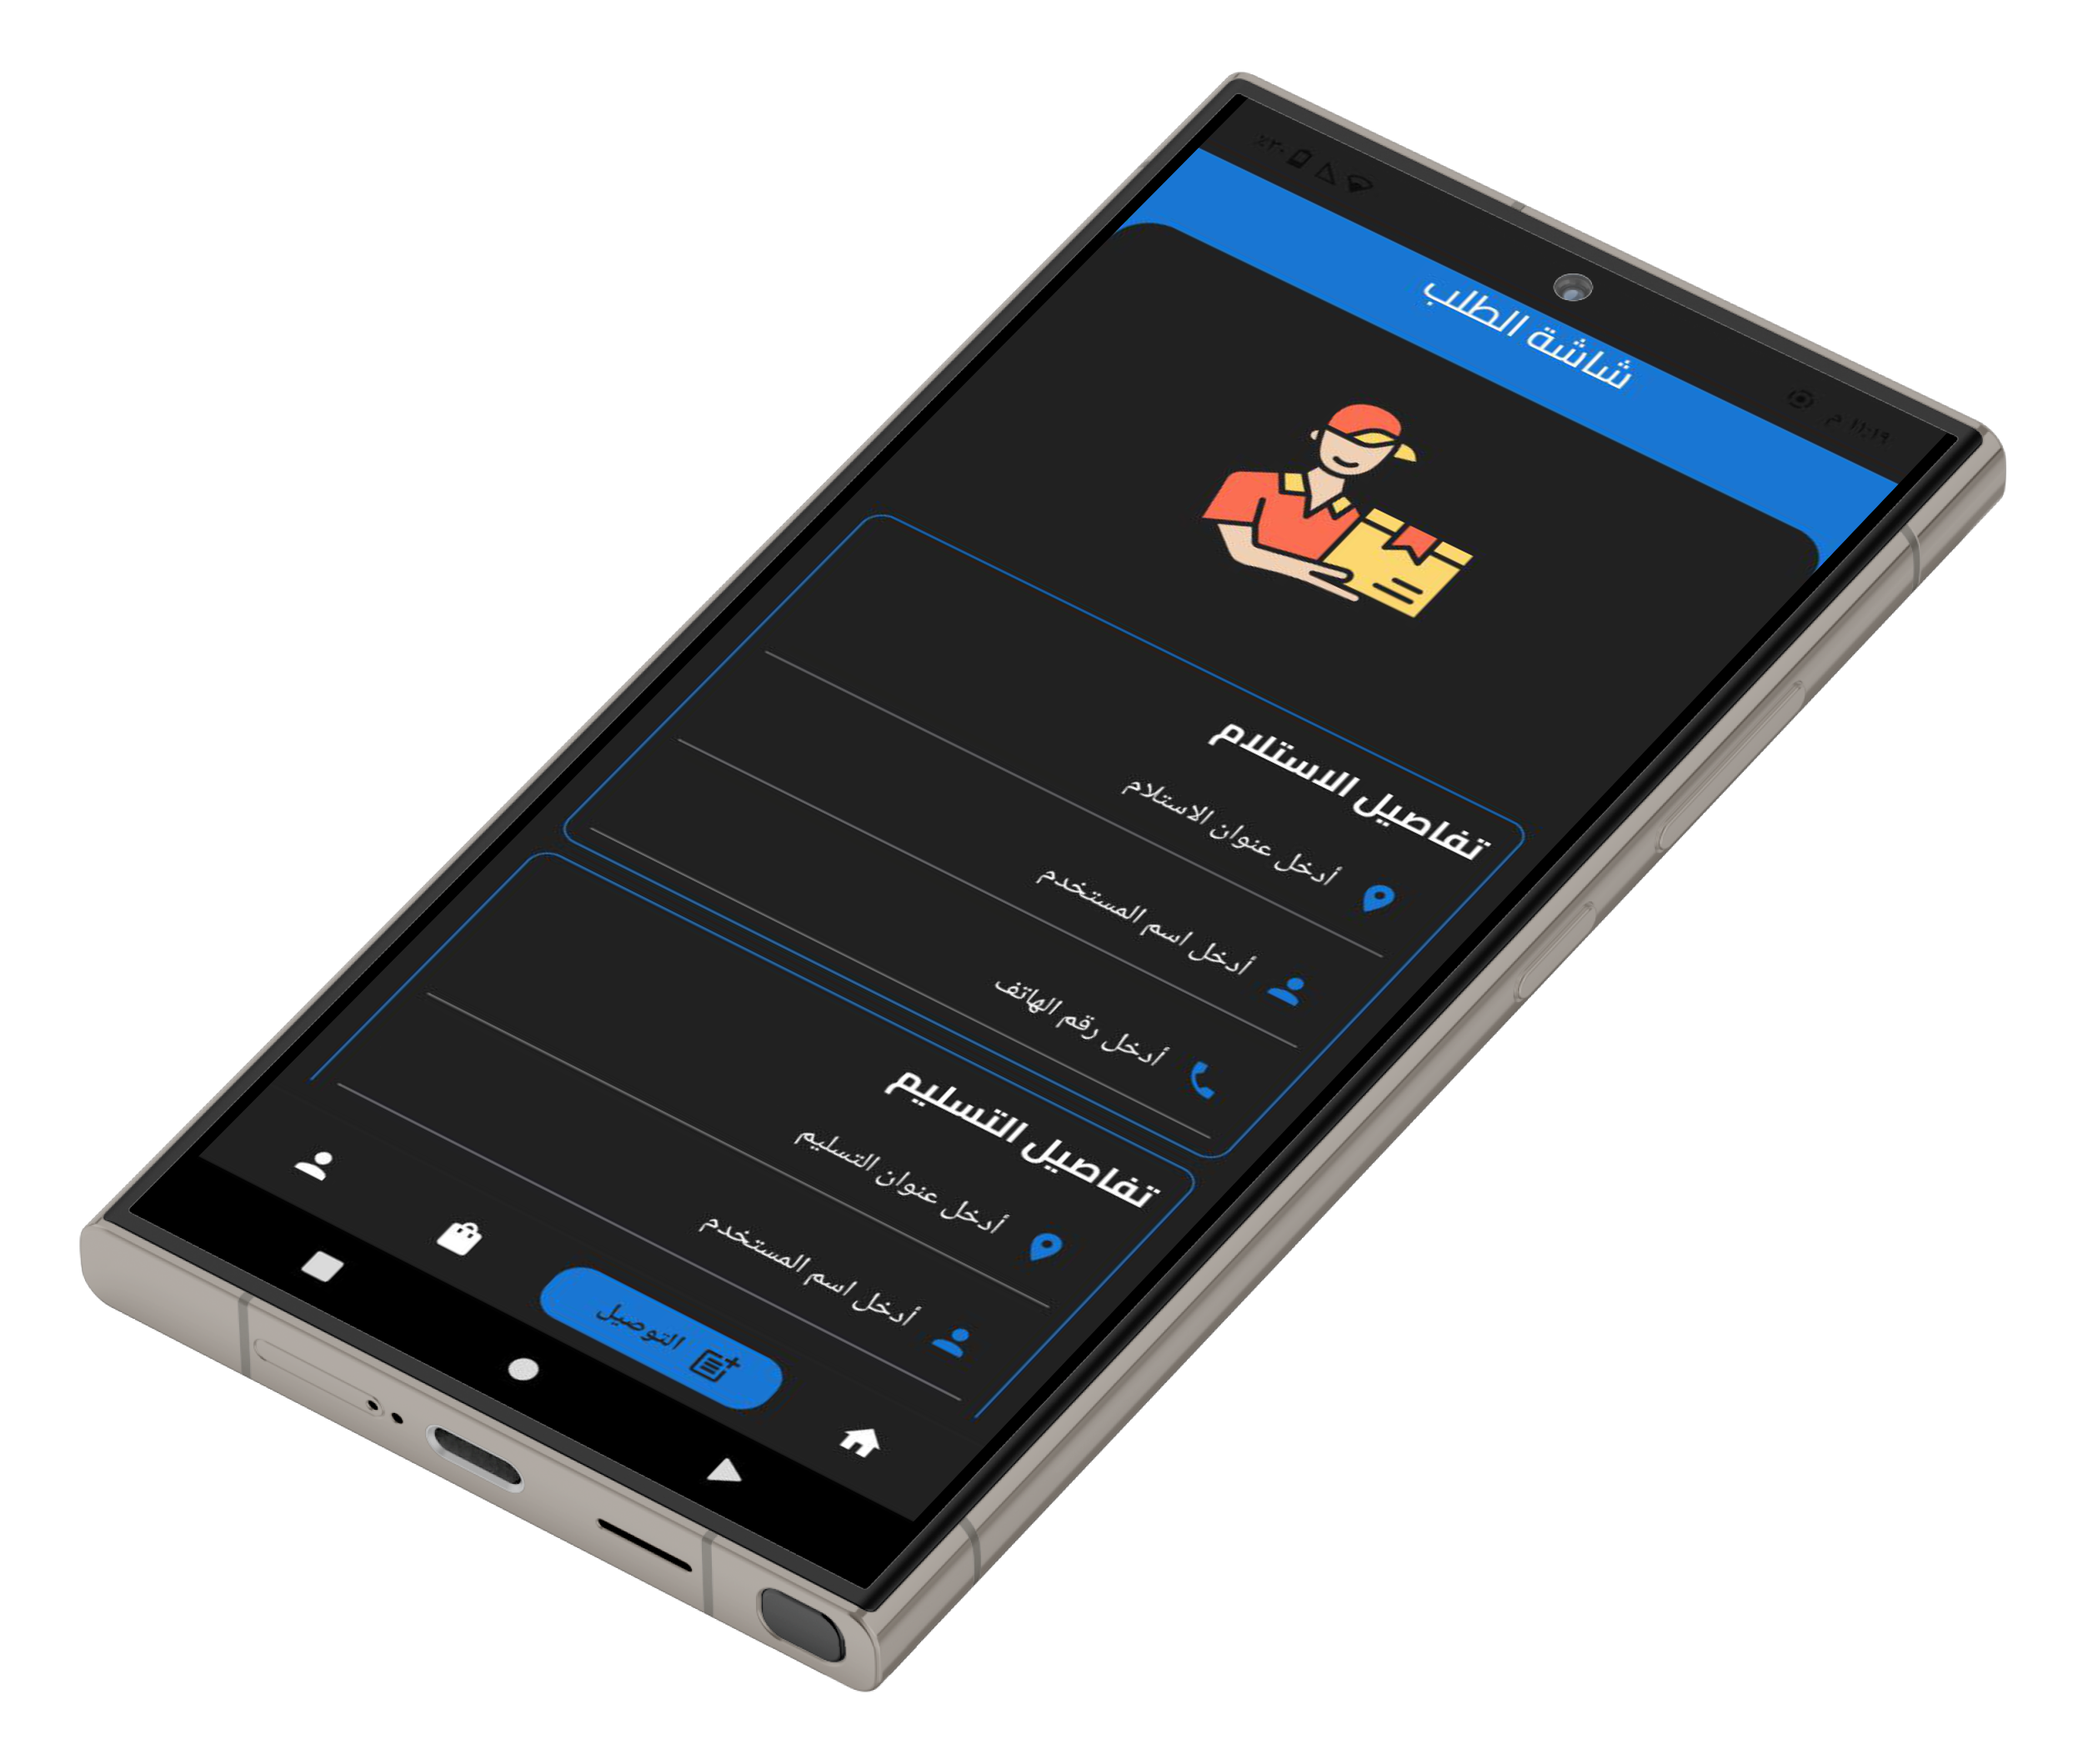 ١١:١٩ م
٪٣٠
شاشة الطلب
تفاصيل الاستلام
أدخل عنوان الاستلام
أدخل اسم المستخدم
أدخل رقم الهاتف
تفاصيل التسليم
أدخل عنوان التسليم
أدخل اسم المستخدم
التوصيل